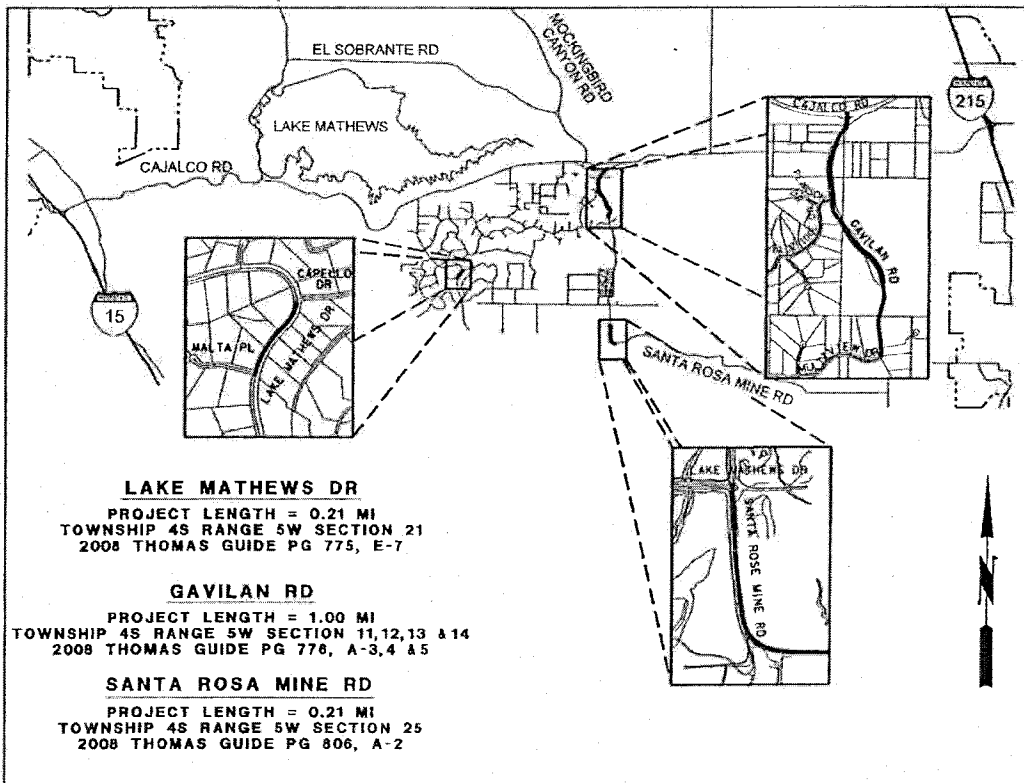 EL SOBRANTE RD
MOCKINGBIRD
CANYON RD
LAKE MATHEWS
CAJALCO RD
215
15
CAJALCO RD
GAVILAN RD
CAPELLO
DR
MALTA PL
LAKE MATHEWS DR
SANTA ROSA MINE RD
LAKE MATHEWS DR
SANTA ROSE MINE RD
LAKE MATHEWS DR
PROJECT LENGTH = 0.21 MI
TOWNSHIP 4S RANGE 5W SECTION 21
2008 THOMAS GUIDE PG 775, E-7
GAVILAN RD
PROJECT LENGTH = 1.00 MI
TOWNSHIP 4S RANGE 5W SECTION 11,12,13 &14
2008 THOMAS GUIDE PG 776, A-3,4 &5
SANTA ROSA MINE RD
PROJECT LENGTH = 0.21 MI
TOWNSHIP 4S RANGE 5W SECTION 25
2008 THOMAS GUIDE PG 806, A-2